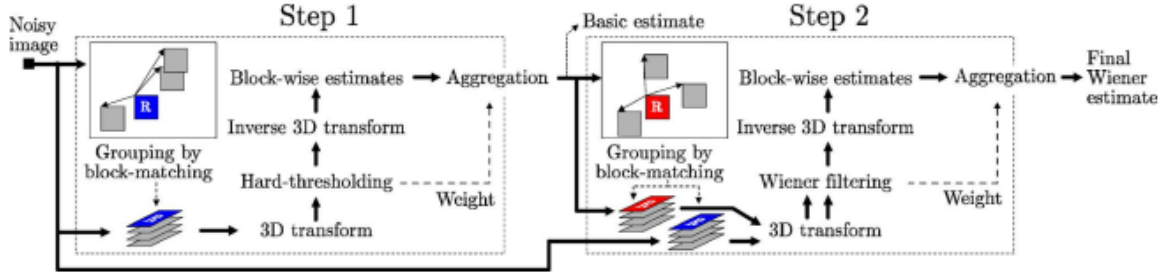 Step 1
Step 2
Noisy
image
Basic estimate
R
Block-wise estimates
Aggregation
Inverse 3D transform
Grouping by
block-matching
Hard-thresholding
Weight
3D transform
R
Block-wise estimates
Aggregation
Final
Wiener
estimate
Inverse 3D transform
Grouping by
block-matching
Wiener filtering
Weight
3D transform